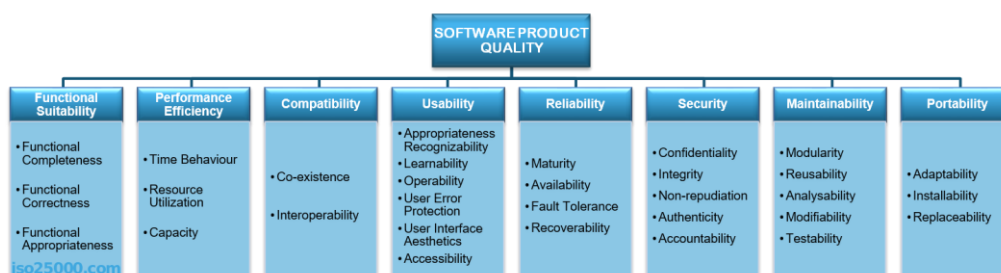 SOFTWARE PRODUCT
QUALITY
Functional
Suitability
• Functional
Completeness
• Functional
Correctness
• Functional
Appropriateness
Performance
Efficiency
• Time Behaviour
• Resource
Utilization
• Capacity
Compatibility
• Co-existence
• Interoperability
Usability
• Appropriateness
Recognizability
• Learnability
• Operability
• User Error
Protection
• User Interface
Aesthetics
• Accessibility
Reliability
• Maturity
• Availability
• Fault Tolerance
• Recoverability
Security
• Confidentiality
• Integrity
• Non-repudiation
• Authenticity
• Accountability
Maintainability
• Modularity
• Reusability
• Analysability
• Modifiability
• Testability
Portability
• Adaptability
• Installability
• Replaceability
iso25000.com